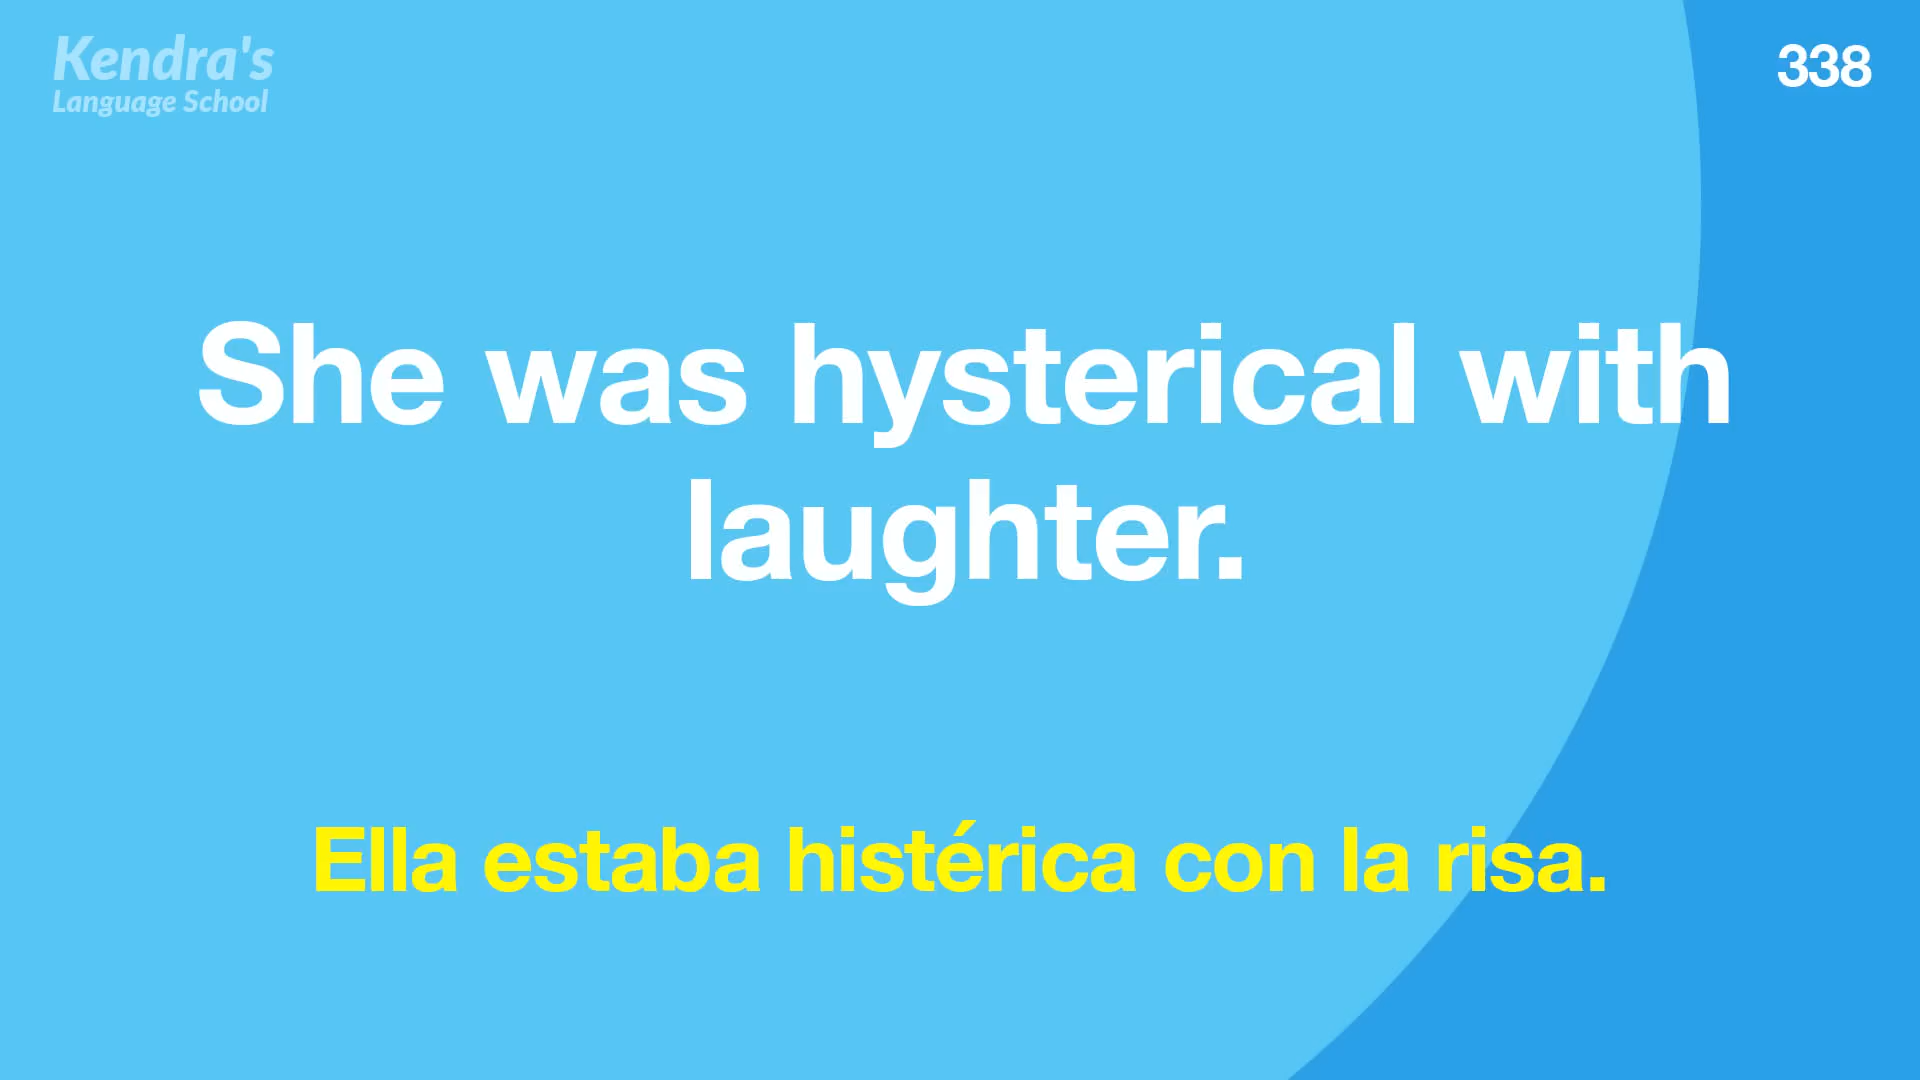 Kendra's
Language School
338
She was hysterical with
laughter.
Ella estaba histérica con la risa.